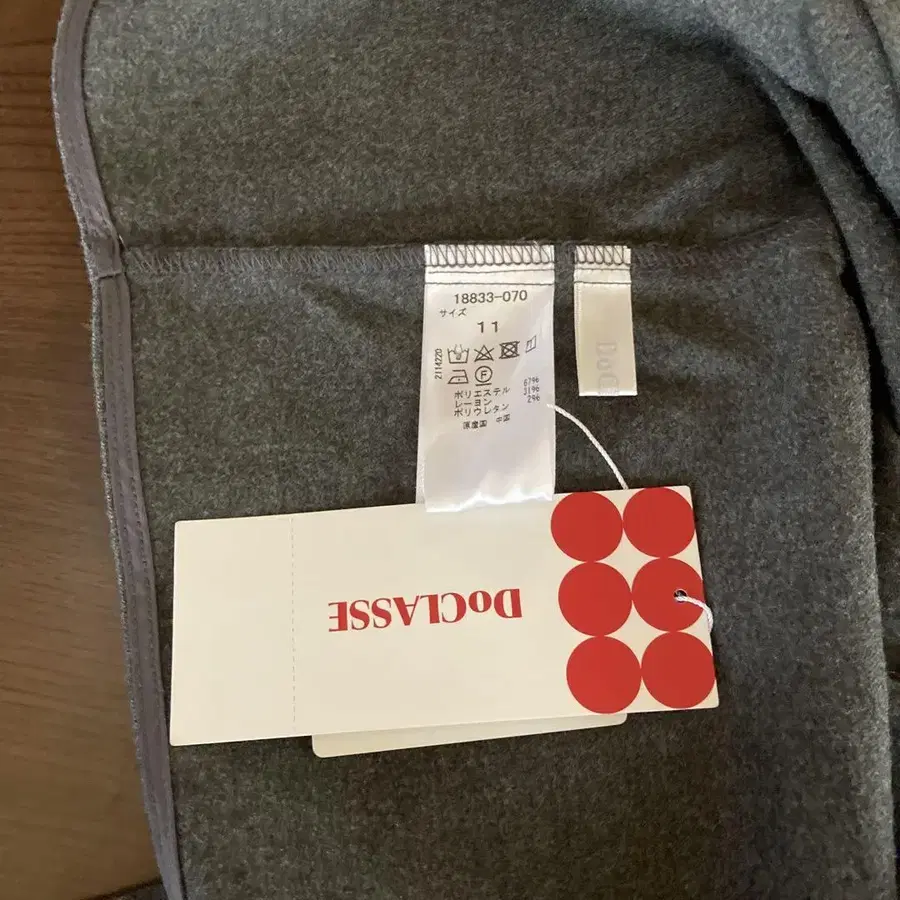 18833-070
サイズ
11
2114220
ポリエステル 67%
レーヨン 31%
ポリウレタン 2%
原産国 中国
DoC
DoCLASSE